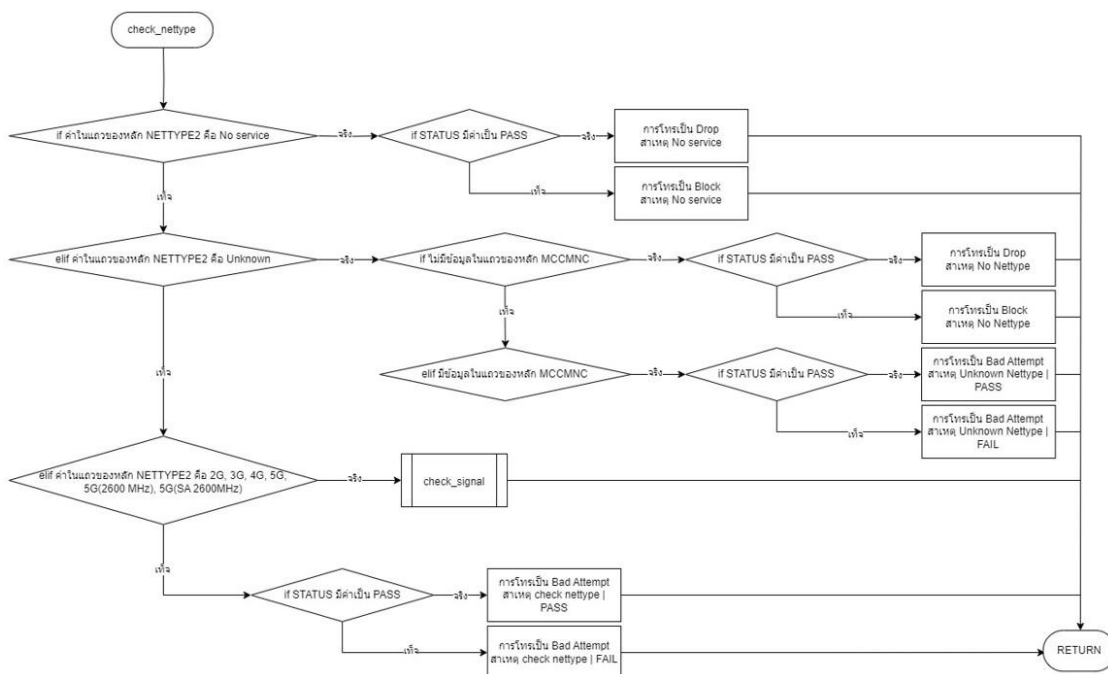 check_nettype
if ค่าในแถวของหลัก NETTYPE2 คือ No service
จริง
if STATUS มีค่าเป็น PASS
จริง
การโทรเป็น Drop
สาเหตุ No service
เท็จ
การโทรเป็น Block
สาเหตุ No service
เท็จ
elif ค่าในแถวของหลัก NETTYPE2 คือ Unknown
จริง
if ไม่มีข้อมูลในแถวของหลัก MCCMNC
จริง
if STATUS มีค่าเป็น PASS
จริง
การโทรเป็น Drop
สาเหตุ No Nettype
เท็จ
การโทรเป็น Block
สาเหตุ No Nettype
เท็จ
elif มีข้อมูลในแถวของหลัก MCCMNC
จริง
if STATUS มีค่าเป็น PASS
จริง
การโทรเป็น Bad Attempt
สาเหตุ Unknown Nettype |
PASS
เท็จ
การโทรเป็น Bad Attempt
สาเหตุ Unknown Nettype |
FAIL
เท็จ
elif ค่าในแถวของหลัก NETTYPE2 คือ 2G, 3G, 4G, 5G,
5G(2600 MHz), 5G(SA 2600MHz)
จริง
check_signal
เท็จ
if STATUS มีค่าเป็น PASS
จริง
การโทรเป็น Bad Attempt
สาเหตุ check nettype |
PASS
เท็จ
การโทรเป็น Bad Attempt
สาเหตุ check nettype | FAIL
RETURN